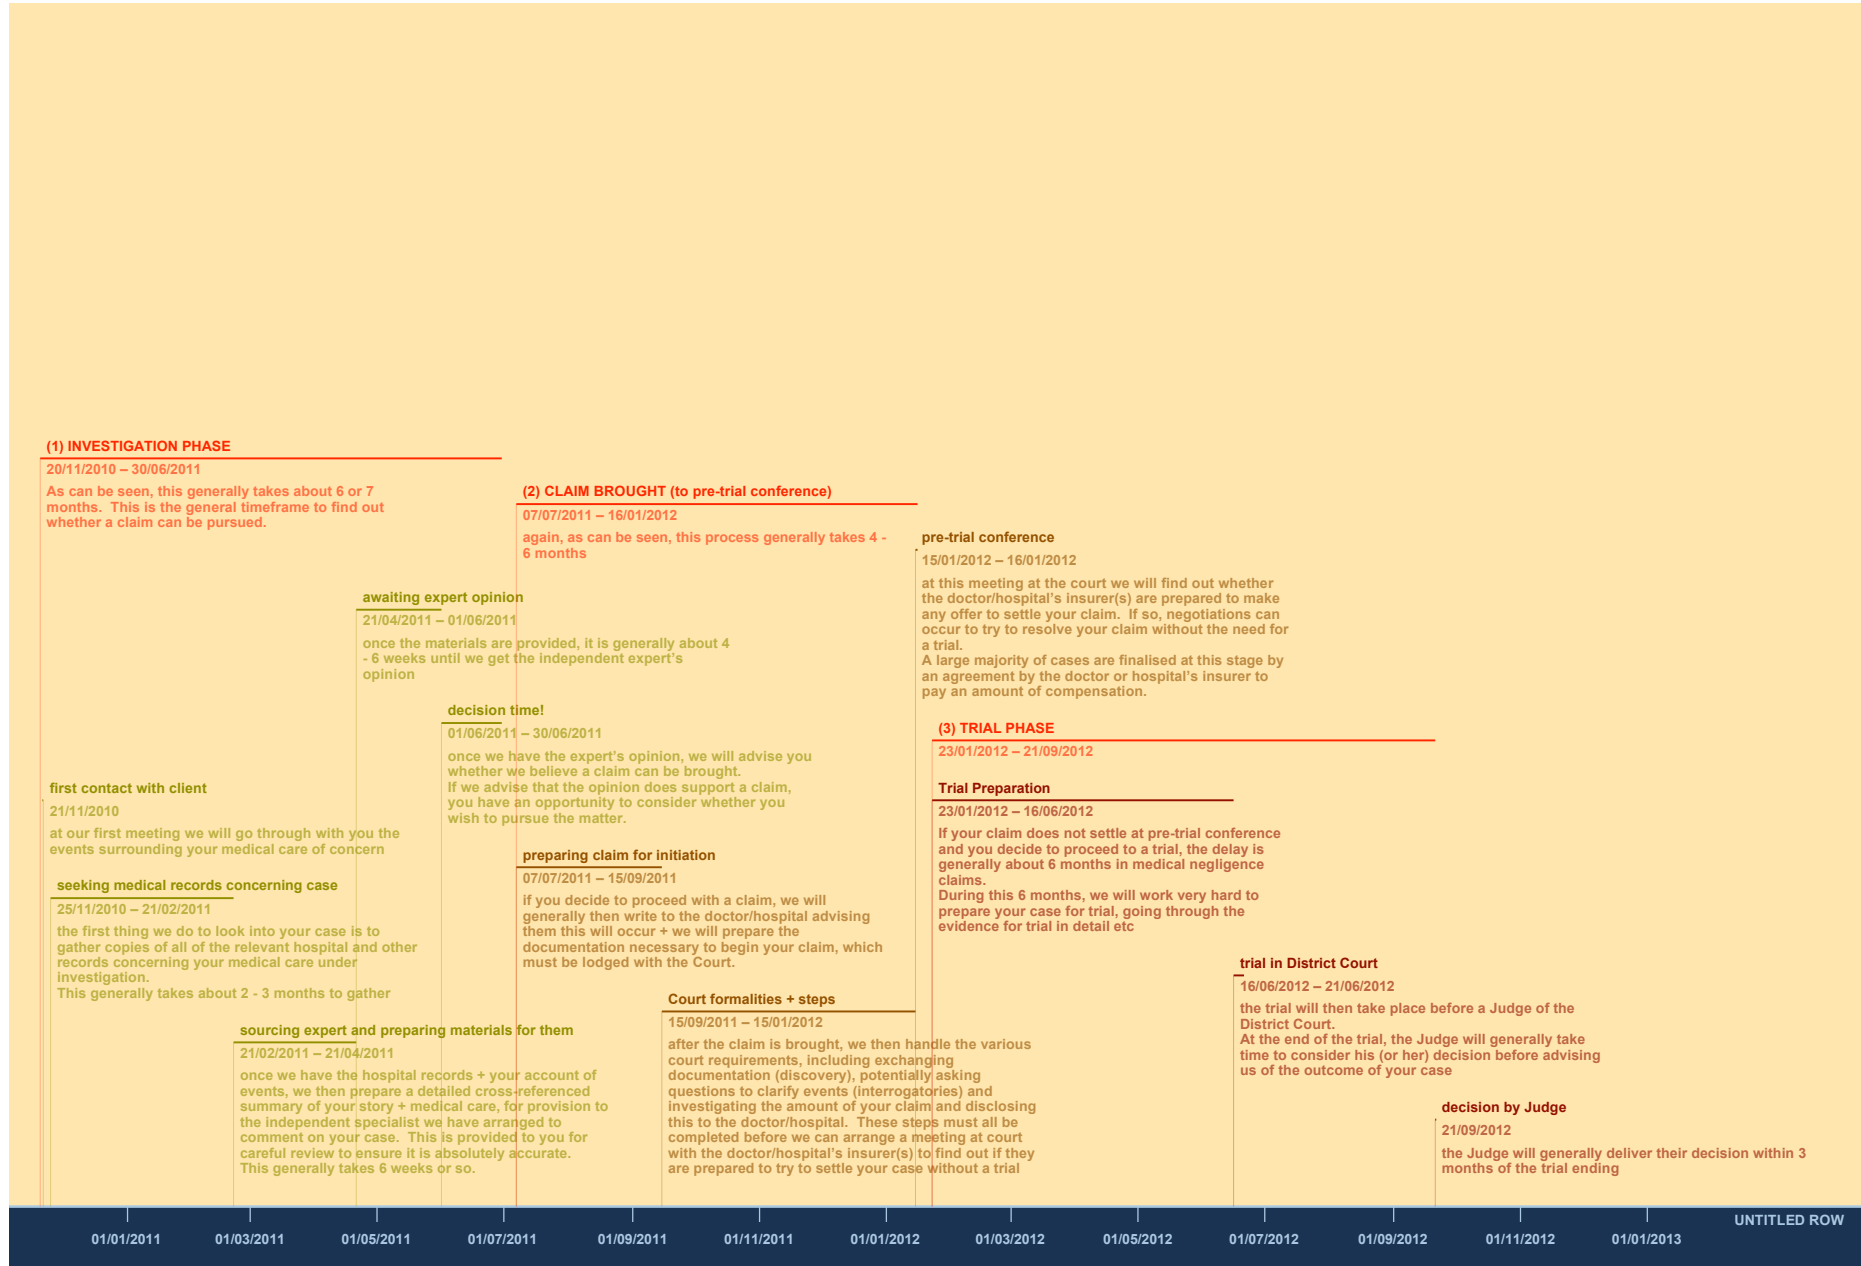 (1) INVESTIGATION PHASE
20/11/2010 – 30/06/2011
As can be seen, this generally takes about 6 or 7
months.  This is the general timeframe to find out
whether a claim can be pursued.
(2) CLAIM BROUGHT (to pre-trial conference)
07/07/2011 – 16/01/2012
again, as can be seen, this process generally takes 4 -
6 months
pre-trial conference
15/01/2012 – 16/01/2012
at this meeting at the court we will find out whether
the doctor/hospital’s insurer(s) are prepared to make
any offer to settle your claim.  If so, negotiations can
occur to try to resolve your claim without the need for
a trial.
A large majority of cases are finalised at this stage by
an agreement by the doctor or hospital’s insurer to
pay an amount of compensation.
awaiting expert opinion
21/04/2011 – 01/06/2011
once the materials are provided, it is generally about 4
- 6 weeks until we get the independent expert’s
opinion
decision time!
01/06/2011 – 30/06/2011
once we have the expert’s opinion, we will advise you
whether we believe a claim can be brought.
If we advise that the opinion does support a claim,
you have an opportunity to consider whether you
wish to pursue the matter.
(3) TRIAL PHASE
23/01/2012 – 21/09/2012
first contact with client
21/11/2010
at our first meeting we will go through with you the
events surrounding your medical care of concern
Trial Preparation
23/01/2012 – 16/06/2012
If your claim does not settle at pre-trial conference
and you decide to proceed to a trial, the delay is
generally about 6 months in medical negligence
claims.
During this 6 months, we will work very hard to
prepare your case for trial, going through the
evidence for trial in detail etc
preparing claim for initiation
07/07/2011 – 15/09/2011
if you decide to proceed with a claim, we will
generally then write to the doctor/hospital advising
them this will occur + we will prepare the
documentation necessary to begin your claim, which
must be lodged with the Court.
seeking medical records concerning case
25/11/2010 – 21/02/2011
the first thing we do to look into your case is to
gather copies of all of the relevant hospital and other
records concerning your medical care under
investigation.
This generally takes about 2 - 3 months to gather
trial in District Court
16/06/2012 – 21/06/2012
the trial will then take place before a Judge of the
District Court.
At the end of the trial, the Judge will generally take
time to consider his (or her) decision before advising
us of the outcome of your case
Court formalities + steps
15/09/2011 – 15/01/2012
after the claim is brought, we then handle the various
court requirements, including exchanging
documentation (discovery), potentially asking
questions to clarify events (interrogatories) and
investigating the amount of your claim and disclosing
this to the doctor/hospital.  These steps must all be
completed before we can arrange a meeting at court
with the doctor/hospital’s insurer(s) to find out if they
are prepared to try to settle your case without a trial
sourcing expert and preparing materials for them
21/02/2011 – 21/04/2011
once we have the hospital records + your account of
events, we then prepare a detailed cross-referenced
summary of your story + medical care, for provision to
the independent specialist we have arranged to
comment on your case.  This is provided to you for
careful review to ensure it is absolutely accurate.
This generally takes 6 weeks or so.
decision by Judge
21/09/2012
the Judge will generally deliver their decision within 3
months of the trial ending
UNTITLED ROW
01/01/2011
01/03/2011
01/05/2011
01/07/2011
01/09/2011
01/11/2011
01/01/2012
01/03/2012
01/05/2012
01/07/2012
01/09/2012
01/11/2012
01/01/2013